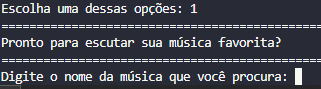 Escolha uma dessas opções: 1
==================================================
Pronto para escutar sua música favorita?
==================================================
Digite o nome da música que você procura: